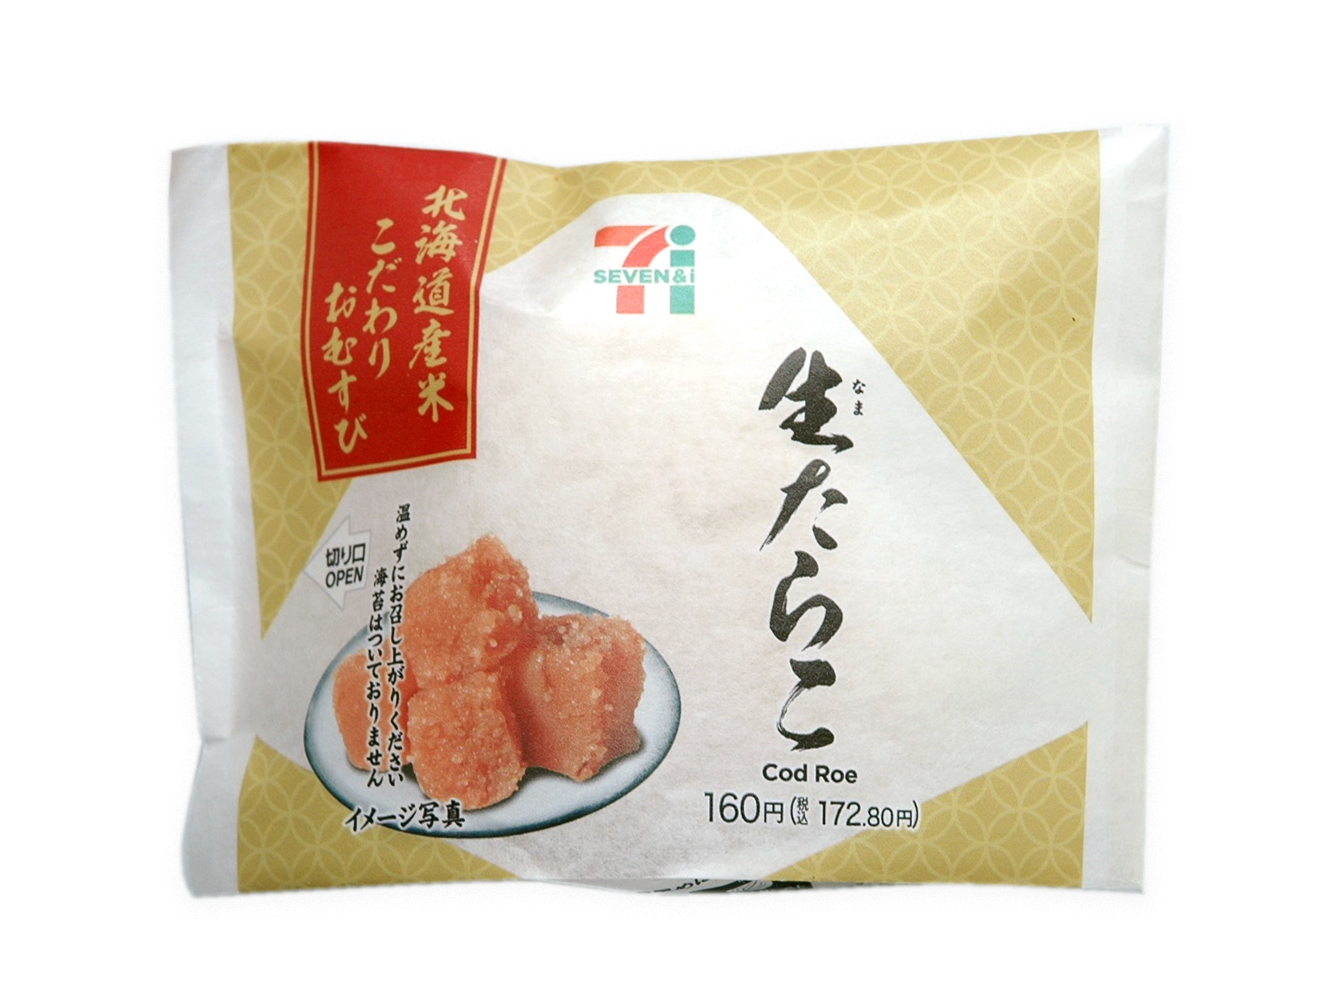 北海道産米
こだわり
おむすび
SEVEN&i
生たらこ
なま
Cod Roe
160円(税込 172.80円)
切り口
OPEN
温めずにお召し上がりください
海苔はついておりません
イメージ写真